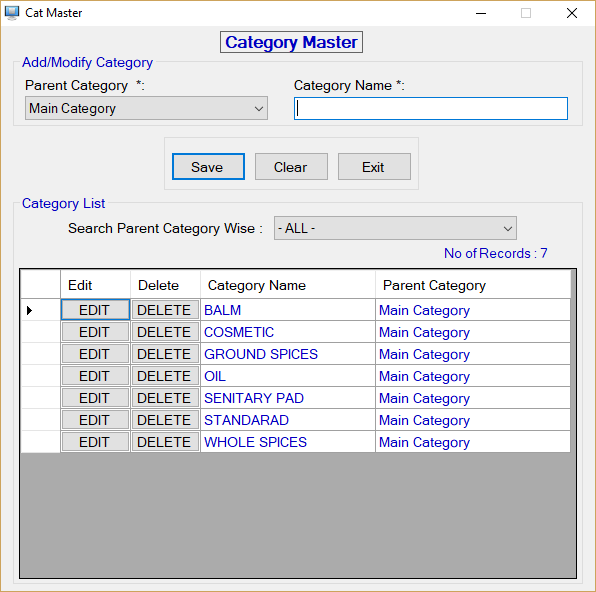 Cat Master
Category Master
Add/Modify Category
Parent Category *: Category Name *:
Main Category
Save Clear Exit
Category List
Search Parent Category Wise : - ALL -
No of Records : 7
Edit Delete Category Name Parent Category
EDIT DELETE BALM Main Category
EDIT DELETE COSMETIC Main Category
EDIT DELETE GROUND SPICES Main Category
EDIT DELETE OIL Main Category
EDIT DELETE SENITARY PAD Main Category
EDIT DELETE STANDARAD Main Category
EDIT DELETE WHOLE SPICES Main Category